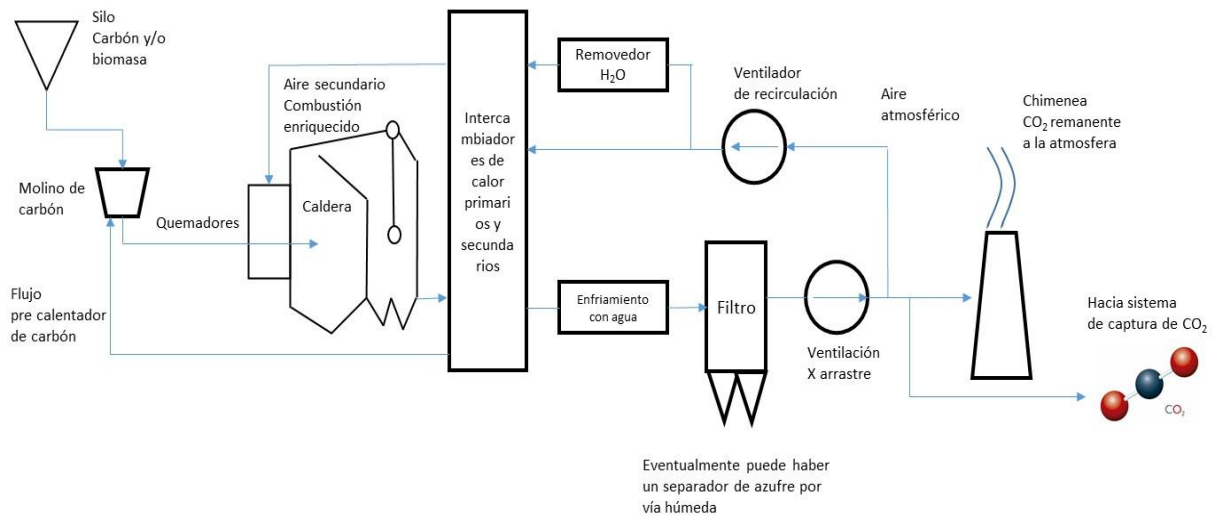 Silo
Carbón y/o
biomasa
Molino de
carbón
Quemadores
Flujo
pre calentador
de carbón
Aire secundario
Combustión
enriquecido
Caldera
Interca
mbiador
es de
calor
primari
os y
secunda
rios
Removedor
H₂O
Ventilador
de recirculación
Aire
atmosférico
Chimenea
CO₂ remanente
a la atmosfera
Enfriamiento
con agua
Filtro
Ventilación
X arrastre
Hacia sistema
de captura de CO₂
CO₂
Eventualmente puede haber
un separador de azufre por
vía húmeda